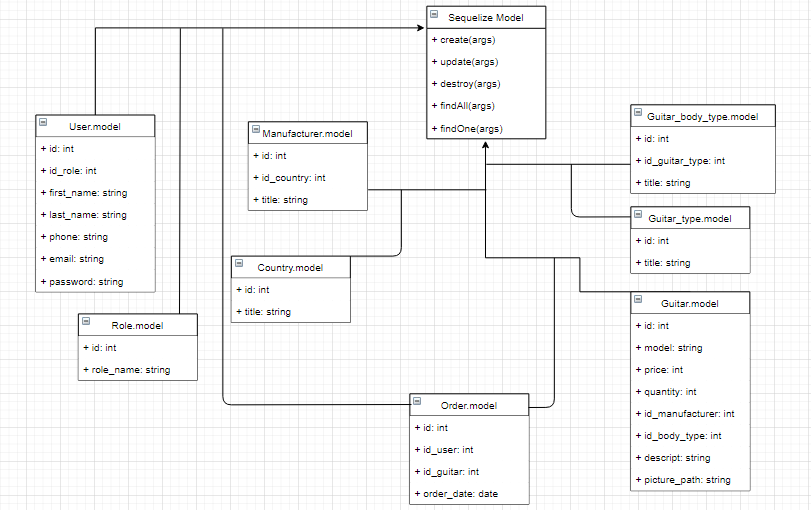 Sequelize Model
+ create(args)
+ update(args)
+ destroy(args)
+ findAll(args)
+ findOne(args)
User.model
+ id: int
+ id_role: int
+ first_name: string
+ last_name: string
+ phone: string
+ email: string
+ password: string
Manufacturer.model
+ id: int
+ id_country: int
+ title: string
Guitar_body_type.model
+ id: int
+ id_guitar_type: int
+ title: string
Guitar_type.model
+ id: int
+ title: string
Country.model
+ id: int
+ title: string
Role.model
+ id: int
+ role_name: string
Guitar.model
+ id: int
+ model: string
+ price: int
+ quantity: int
+ id_manufacturer: int
+ id_body_type: int
+ descript: string
+ picture_path: string
Order.model
+ id: int
+ id_user: int
+ id_guitar: int
+ order_date: date